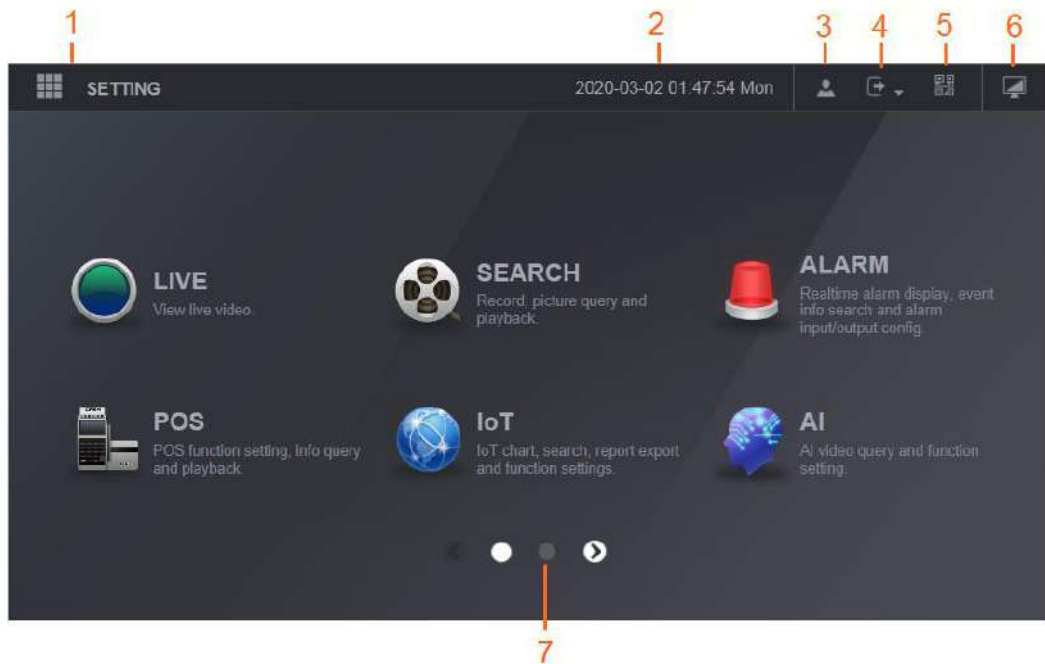 1 2 3 4 5 6
SETTING 2020-03-02 01:47:54 Mon
LIVE
View live video.
SEARCH
Record, picture query and
playback.
ALARM
Realtime alarm display, event
info search and alarm
input/output config.
POS
POS function setting, Info query
and playback.
IoT
IoT chart, search, report export
and function settings.
AI
AI video query and function
setting.
7